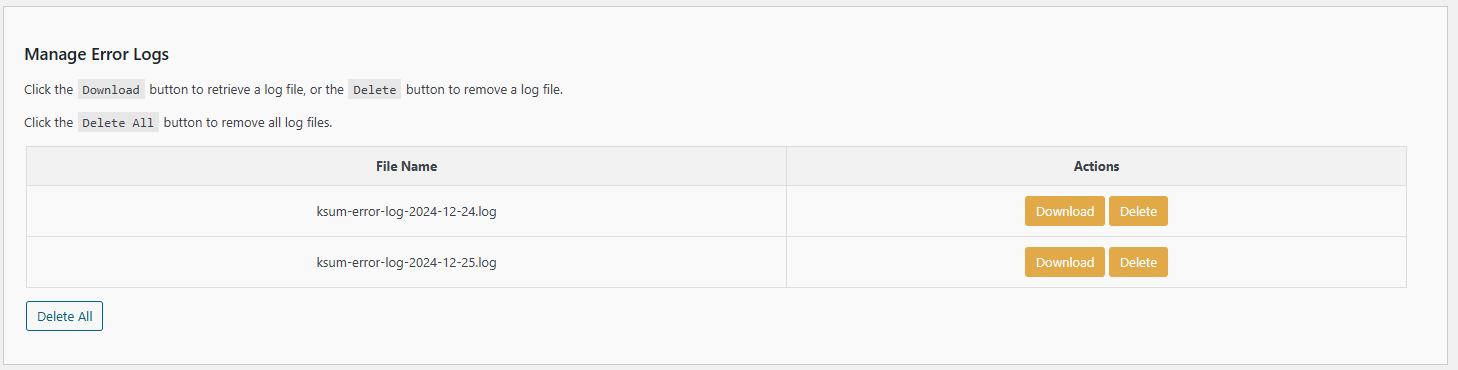 Manage Error Logs
Click the Download button to retrieve a log file, or the Delete button to remove a log file.
Click the Delete All button to remove all log files.
File Name Actions
ksum-error-log-2024-12-24.log Download Delete
ksum-error-log-2024-12-25.log Download Delete
Delete All